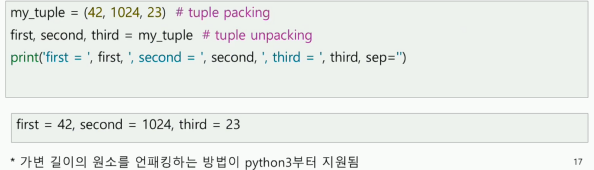 my_tuple = (42, 1024, 23)  # tuple packing
first, second, third = my_tuple  # tuple unpacking
print('first = ', first, ', second = ', second, ', third = ', third, sep='')
first = 42, second = 1024, third = 23
* 가변 길이의 원소를 언패킹하는 방법이 python3부터 지원됨
17